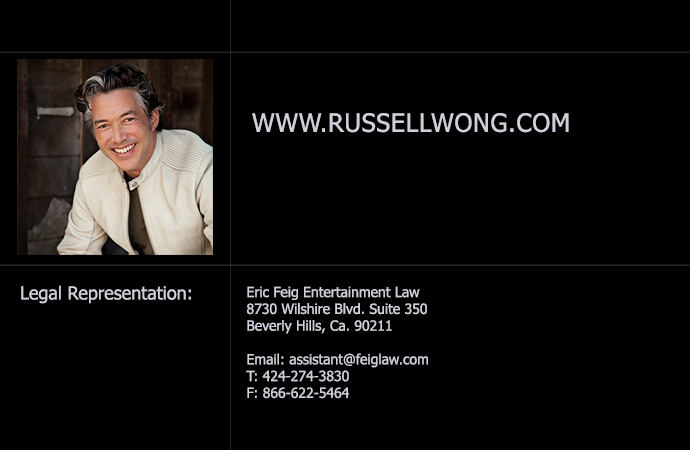 WWW.RUSSELLWONG.COM
Legal Representation:
Eric Feig Entertainment Law
8730 Wilshire Blvd. Suite 350
Beverly Hills, Ca. 90211
Email: assistant@feiglaw.com
T: 424-274-3830
F: 866-622-5464